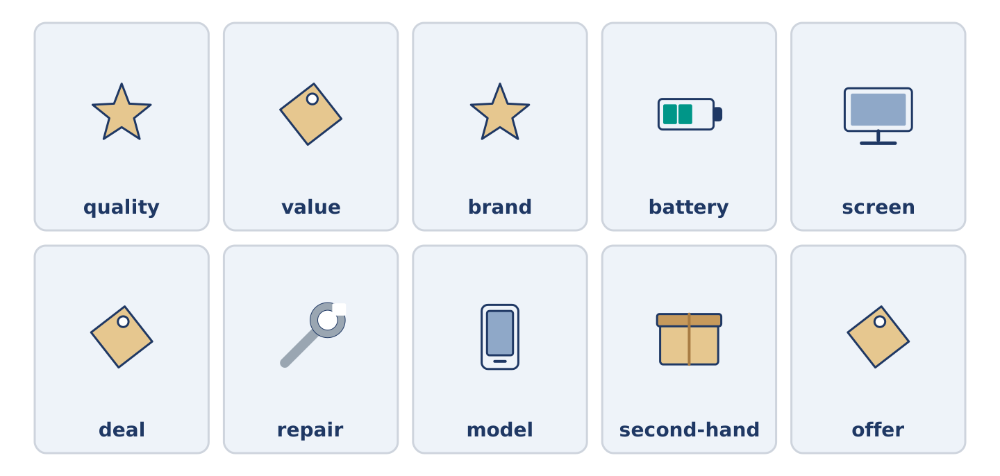 quality
value
brand
battery
screen
deal
repair
model
second-hand
offer